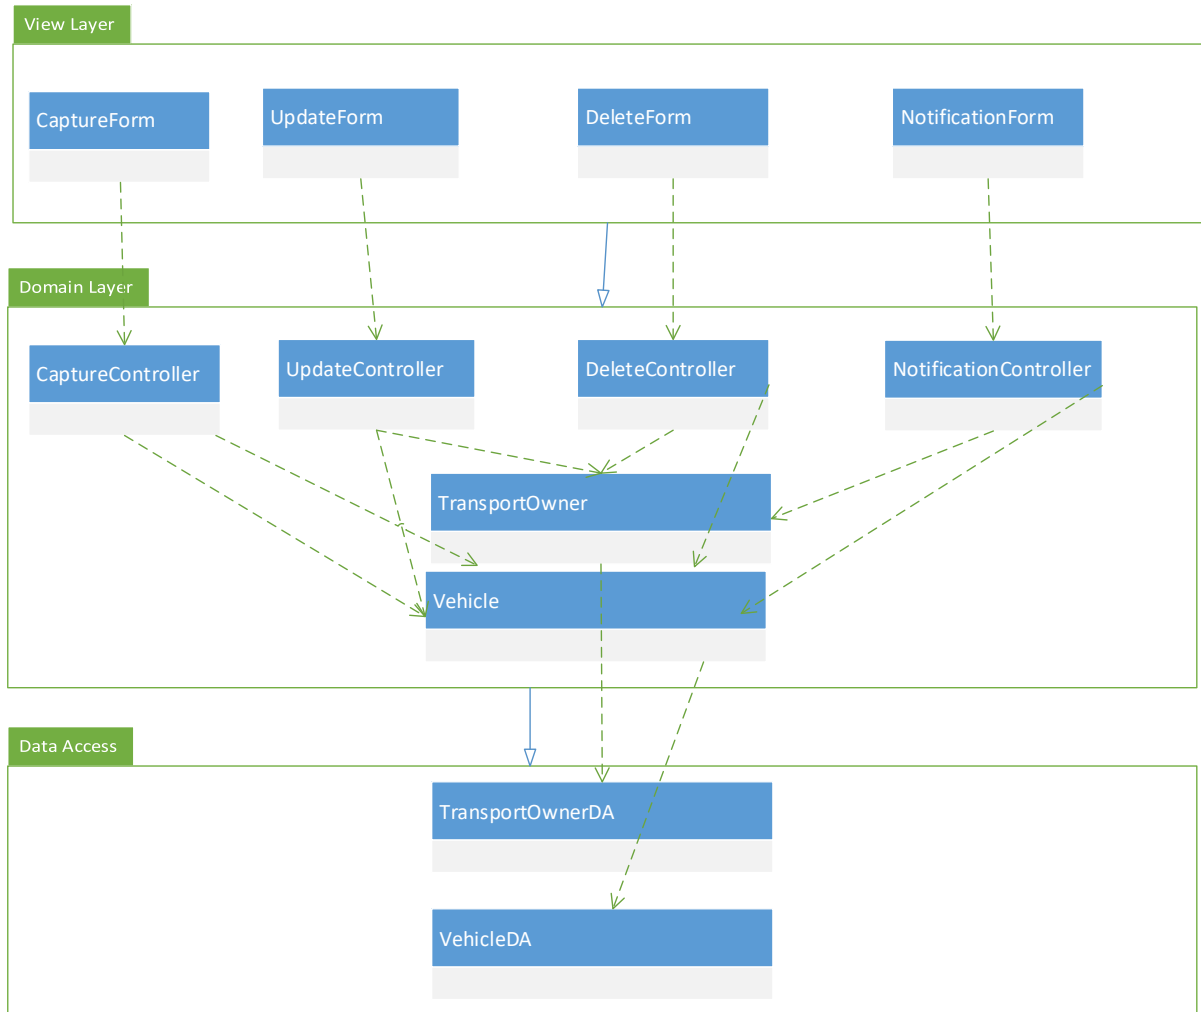 View Layer
CaptureForm
UpdateForm
DeleteForm
NotificationForm
Domain Layer
CaptureController
UpdateController
DeleteController
NotificationController
TransportOwner
Vehicle
Data Access
TransportOwnerDA
VehicleDA